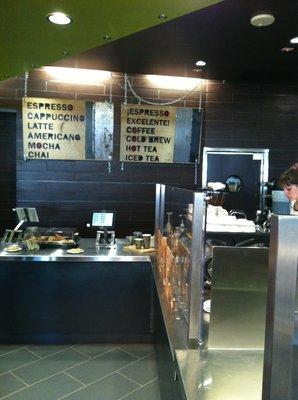 ESPRESSO
CAPPUCCINO
LATTE
AMERICANO
MOCHA
CHAI
¡ESPRESSO
EXCELENTE!
COFFEE
COLD BREW
HOT TEA
ICED TEA